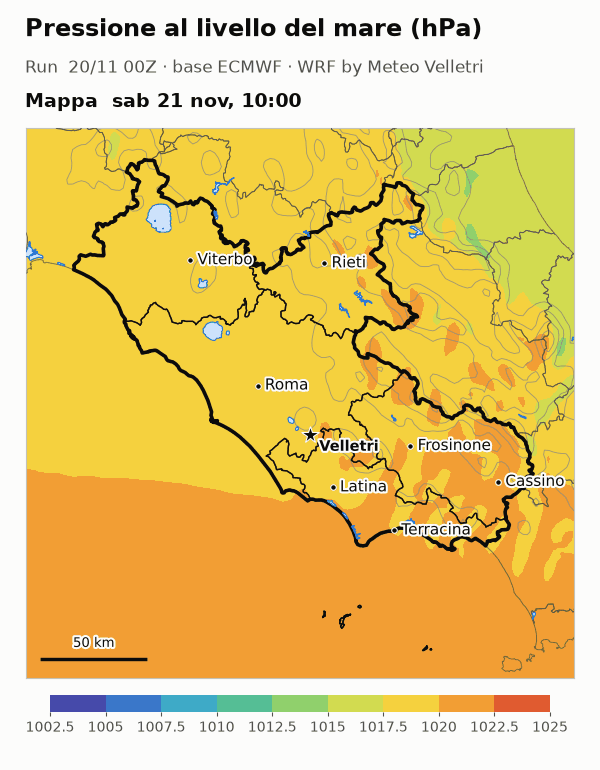 Pressione al livello del mare (hPa)
Run  20/11 00Z · base ECMWF · WRF by Meteo Velletri
Mappa  sab 21 nov, 10:00
Viterbo
Rieti
Roma
Velletri
Frosinone
Latina
Cassino
Terracina
50 km
1002.5 1005 1007.5 1010 1012.5 1015 1017.5 1020 1022.5 1025